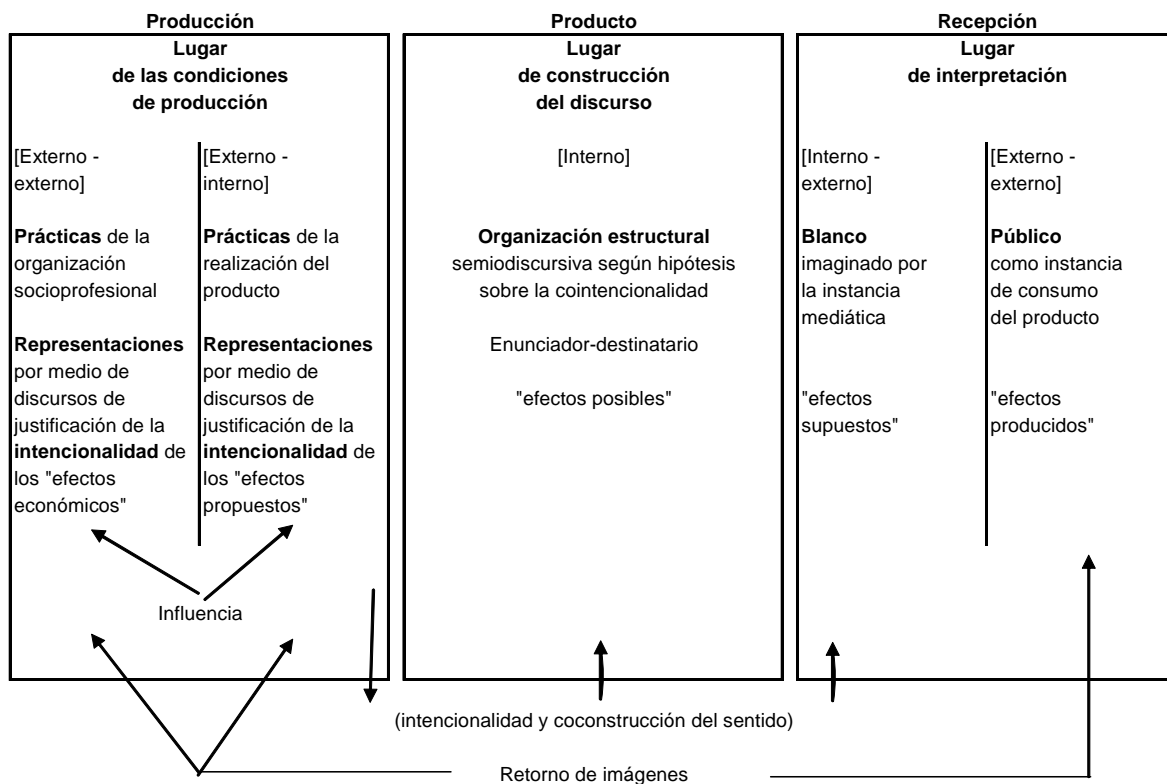 Producción
Lugar
de las condiciones
de producción
[Externo -
externo]
Prácticas de la
organización
socioprofesional
Representaciones
por medio de
discursos de
justificación de la
intencionalidad de
los "efectos
económicos"
[Externo -
interno]
Prácticas de la
realización del
producto
Representaciones
por medio de
discursos de
justificación de la
intencionalidad de
los "efectos
propuestos"
Influencia
Producto
Lugar
de construcción
del discurso
[Interno]
Organización estructural
semiodiscursiva según hipótesis
sobre la cointencionalidad
Enunciador-destinatario
"efectos posibles"
Recepción
Lugar
de interpretación
[Interno -
externo]
Blanco
imaginado por
la instancia
mediática
"efectos
supuestos"
[Externo -
externo]
Público
como instancia
de consumo
del producto
"efectos
producidos"
(intencionalidad y coconstrucción del sentido)
Retorno de imágenes